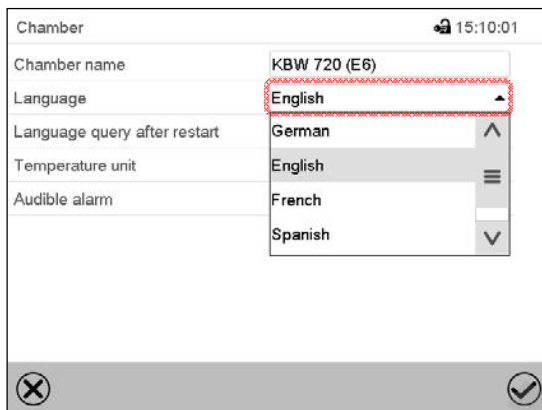 Chamber 15:10:01
Chamber name KBW 720 (E6)
Language English
Language query after restart German
Temperature unit English
Audible alarm French
Spanish